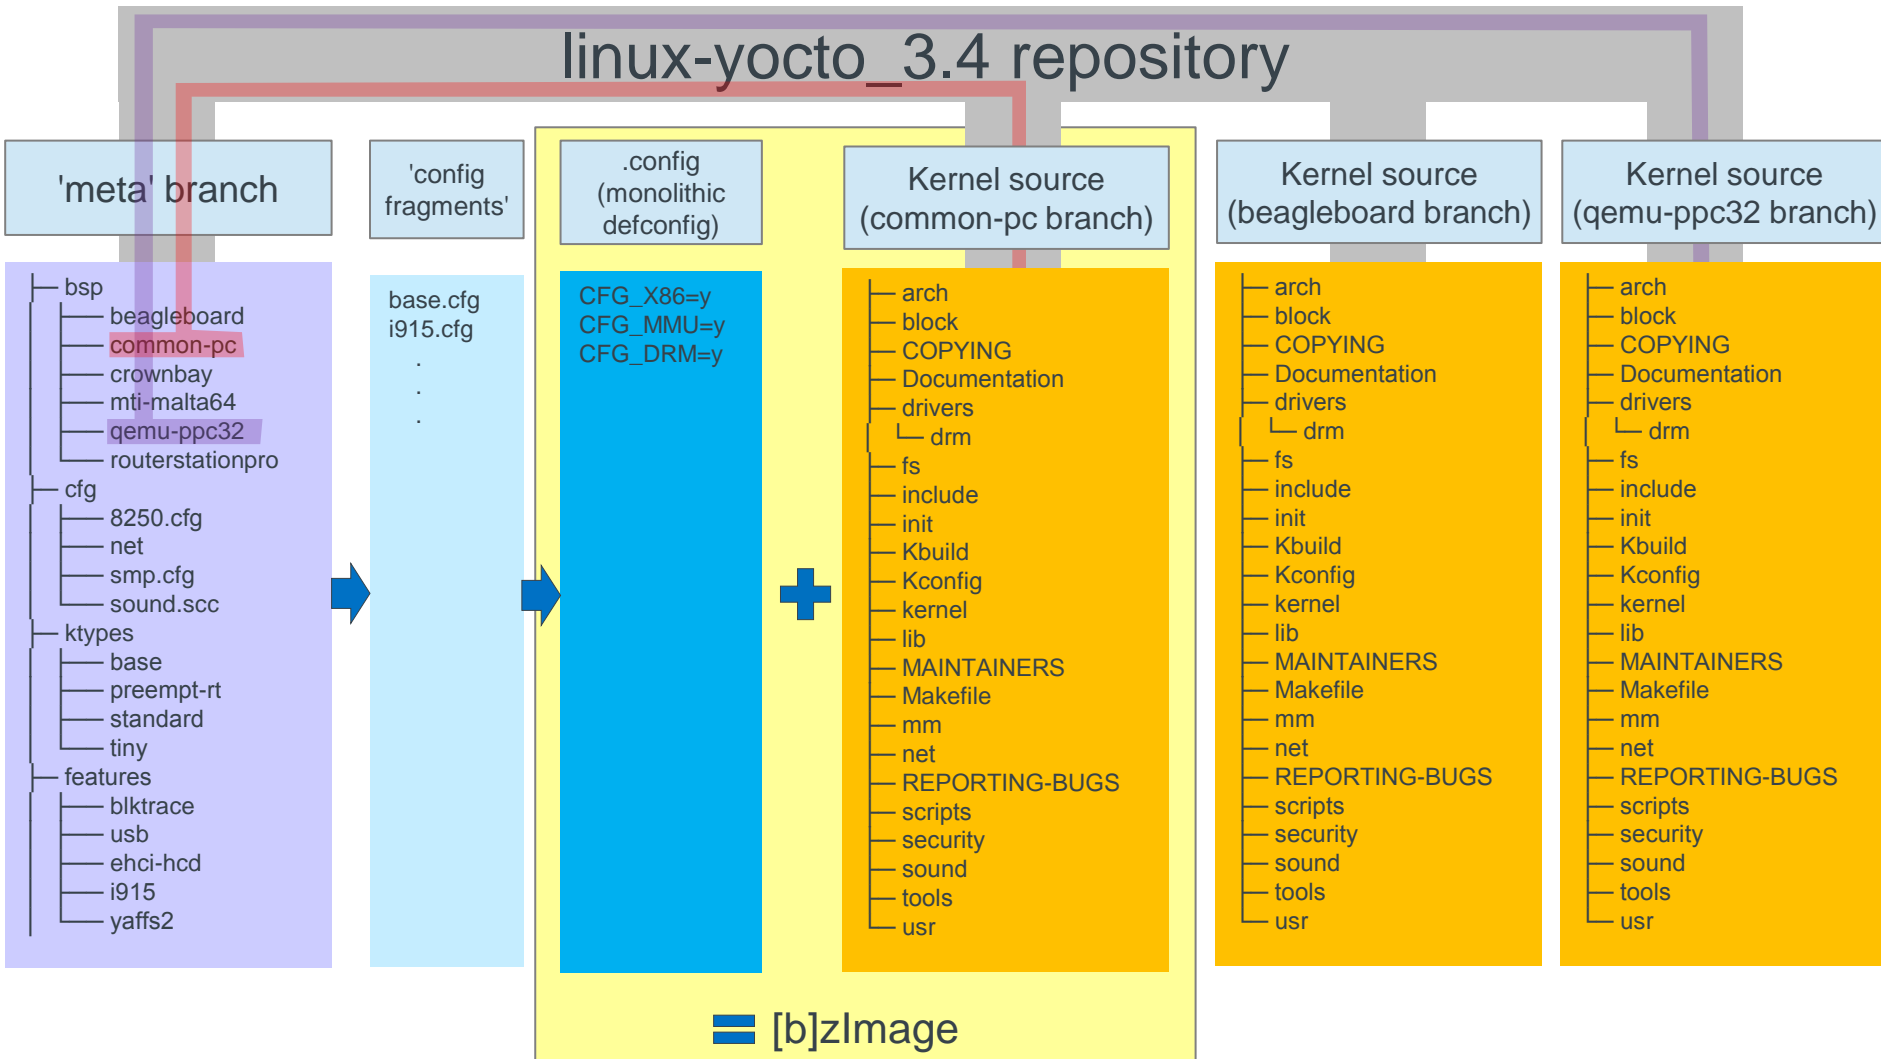 linux-yocto_3.4 repository
'meta' branch
bsp
beagleboard
common-pc
crownbay
mti-malta64
qemu-ppc32
routerstationpro
cfg
8250.cfg
net
smp.cfg
sound.scc
ktypes
base
preempt-rt
standard
tiny
features
blktrace
usb
ehci-hcd
i915
yaffs2
'config
fragments'
base.cfg
i915.cfg
.
.
.
.config
(monolithic
defconfig)
CFG_X86=y
CFG_MMU=y
CFG_DRM=y
Kernel source
(common-pc branch)
arch
block
COPYING
Documentation
drivers
drm
fs
include
init
Kbuild
Kconfig
kernel
lib
MAINTAINERS
Makefile
mm
net
REPORTING-BUGS
scripts
security
sound
tools
usr
[b]zImage
Kernel source
(beagleboard branch)
arch
block
COPYING
Documentation
drivers
drm
fs
include
init
Kbuild
Kconfig
kernel
lib
MAINTAINERS
Makefile
mm
net
REPORTING-BUGS
scripts
security
sound
tools
usr
Kernel source
(qemu-ppc32 branch)
arch
block
COPYING
Documentation
drivers
drm
fs
include
init
Kbuild
Kconfig
kernel
lib
MAINTAINERS
Makefile
mm
net
REPORTING-BUGS
scripts
security
sound
tools
usr